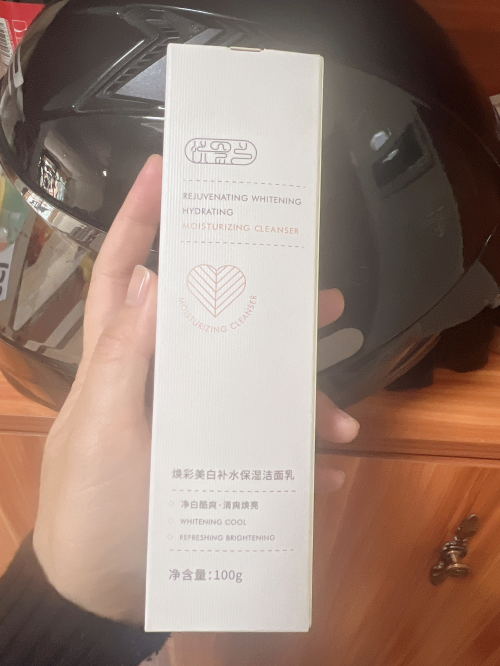 REJUVENATING WHITENING
HYDRATING
MOISTURIZING CLEANSER
MOISTURIZING CLEANSER
焕彩美白补水保湿洁面乳
净白酷爽·清爽焕亮
WHITENING COOL
REFRESHING BRIGHTENING
净含量:100g